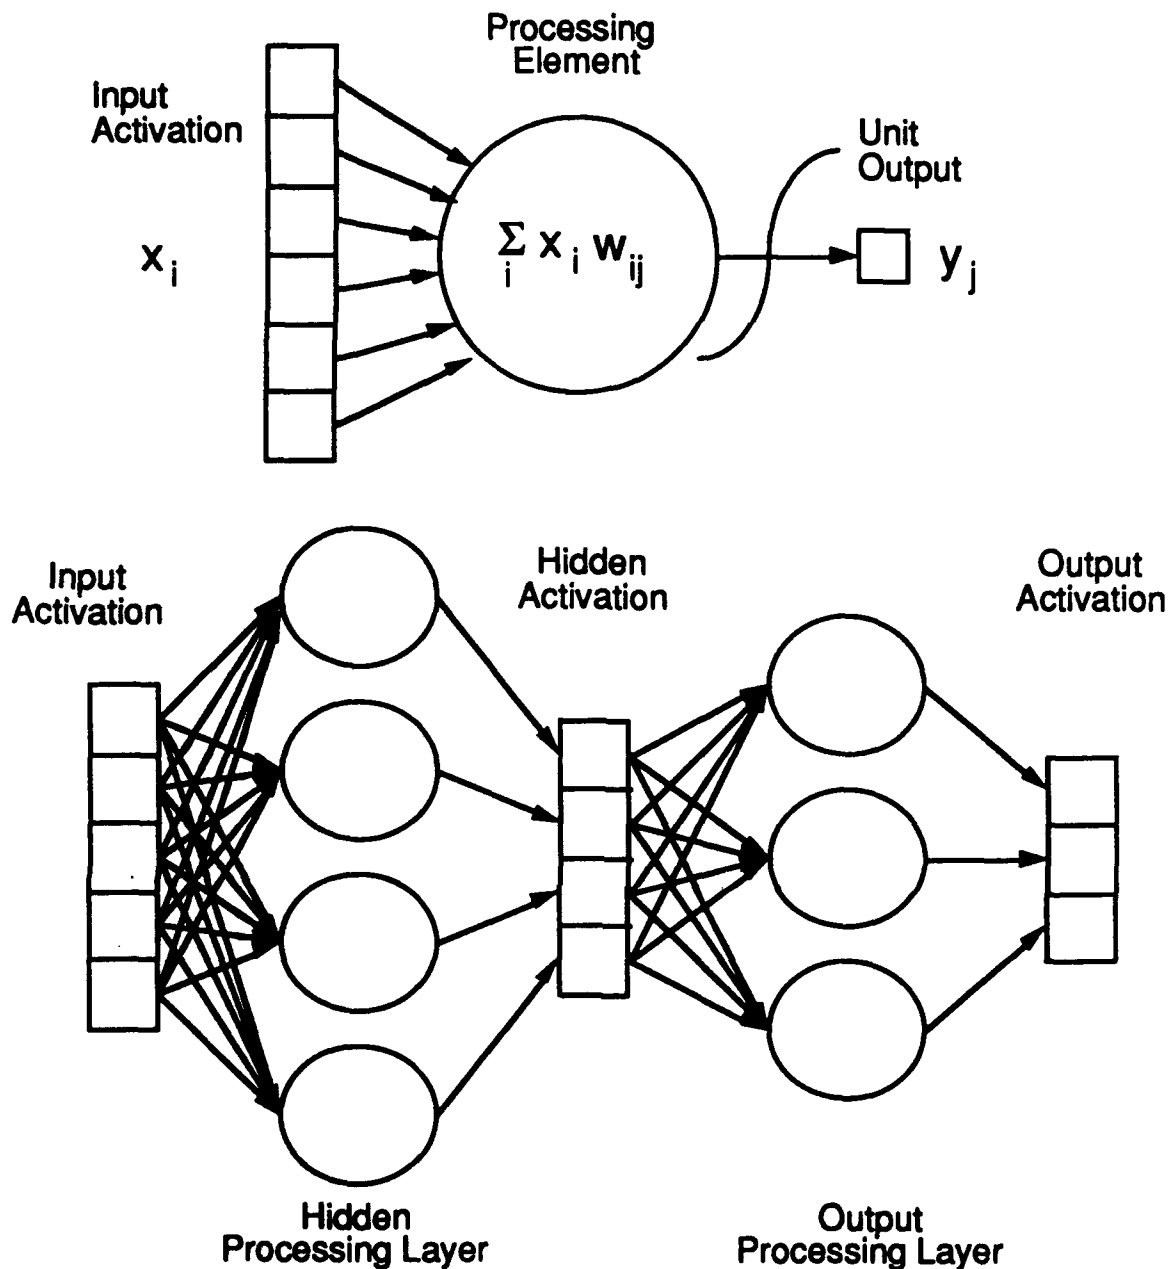 Processing
Element
Input
Activation
Unit
Output
x i
Σ i x i w ij
y j
Hidden
Activation
Output
Activation
Input
Activation
Hidden
Processing Layer
Output
Processing Layer